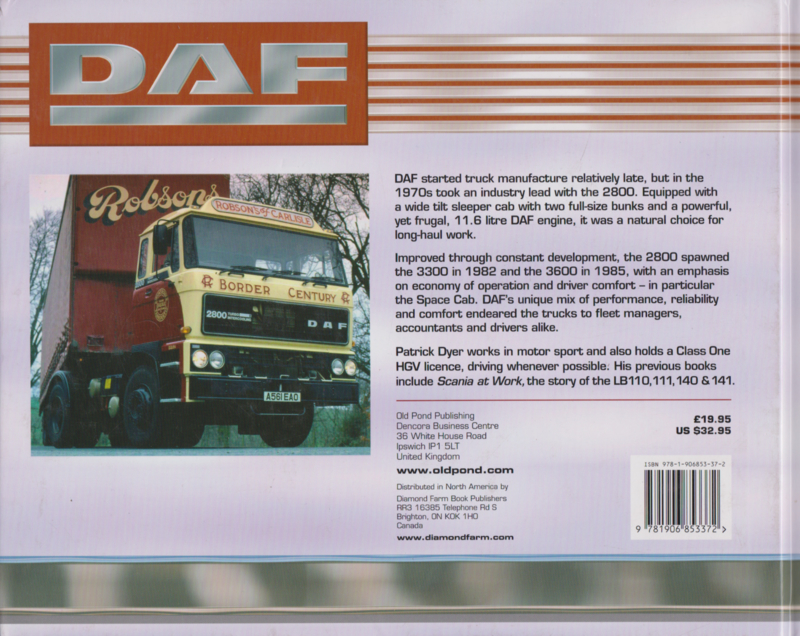 DAF
Robsons
ROBSON'S of CARLISLE
BORDER CENTURY
2800 TURBO INTERCOOLING
DAF
A561 EAO
DAF started truck manufacture relatively late, but in the
1970s took an industry lead with the 2800. Equipped with
a wide tilt sleeper cab with two full-size bunks and a powerful,
yet frugal, 11.6 litre DAF engine, it was a natural choice for
long-haul work.
Improved through constant development, the 2800 spawned
the 3300 in 1982 and the 3600 in 1985, with an emphasis
on economy of operation and driver comfort – in particular
the Space Cab. DAF's unique mix of performance, reliability
and comfort endeared the trucks to fleet managers,
accountants and drivers alike.
Patrick Dyer works in motor sport and also holds a Class One
HGV licence, driving whenever possible. His previous books
include Scania at Work, the story of the LB110,111,140 & 141.
Old Pond Publishing
Dencora Business Centre
36 White House Road
Ipswich IP1 5LT
United Kingdom
www.oldpond.com
Distributed in North America by
Diamond Farm Book Publishers
RR3 16385 Telephone Rd S
Brighton, ON K0K 1H0
Canada
www.diamondfarm.com
£19.95
US $32.95
ISBN 978-1-906853-37-2
9 781906 853372 >